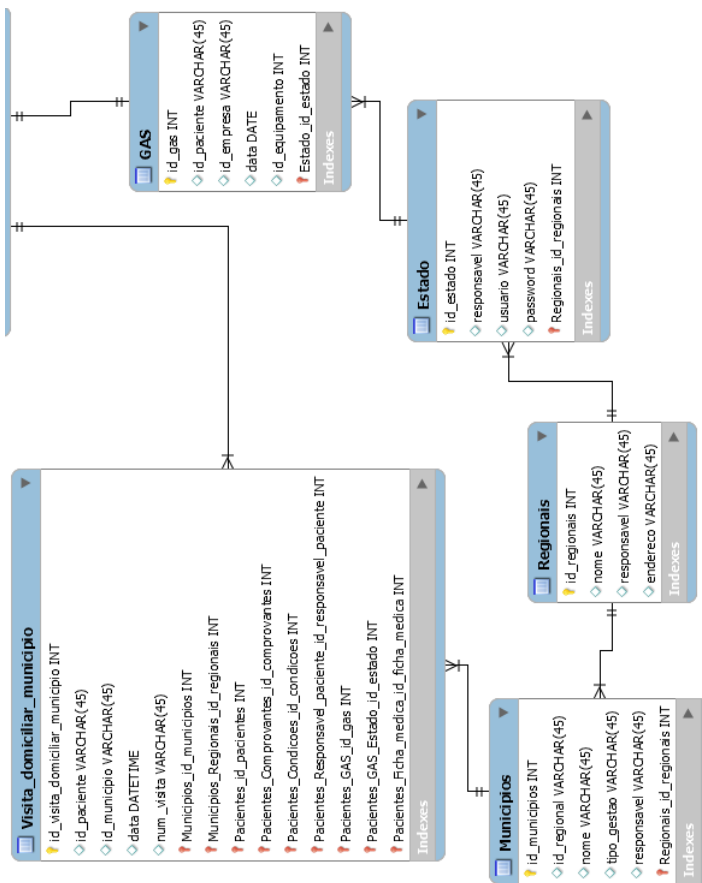 GAS
id_gas INT
id_paciente VARCHAR(45)
id_empresa VARCHAR(45)
data DATE
id_equipamento INT
Estado_id_estado INT
Indexes
Estado
id_estado INT
responsavel VARCHAR(45)
usuario VARCHAR(45)
password VARCHAR(45)
Regionais_id_regionais INT
Indexes
Visita_domiciliar_municipio
id_visita_domiciliar_municipio INT
id_paciente VARCHAR(45)
id_municipio VARCHAR(45)
data DATETIME
num_visita VARCHAR(45)
Municipios_id_municipios INT
Municipios_Regionais_id_regionais INT
Pacientes_id_pacientes INT
Pacientes_Comprovantes_id_comprovantes INT
Pacientes_Condicoes_id_condicoes INT
Pacientes_Responsavel_paciente_id_responsavel_paciente INT
Pacientes_GAS_id_gas INT
Pacientes_GAS_Estado_id_estado INT
Pacientes_Ficha_medica_id_ficha_medica INT
Indexes
Regionais
id_regionais INT
nome VARCHAR(45)
responsavel VARCHAR(45)
endereco VARCHAR(45)
Indexes
Municipios
id_municipios INT
id_regional VARCHAR(45)
nome VARCHAR(45)
tipo_gestao VARCHAR(45)
responsavel VARCHAR(45)
Regionais_id_regionais INT
Indexes